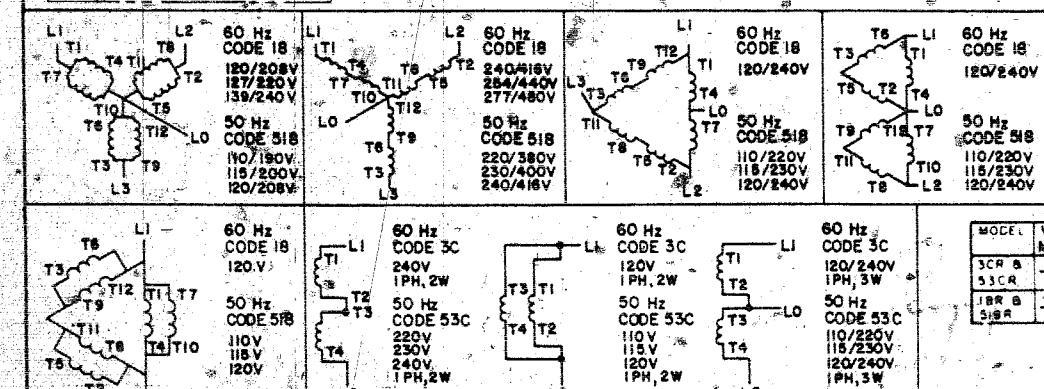 L1 L2
T1 T8
T4 T11
T7 T2
T10 T5
T6 T12 L0
T3 T9
L3
60 Hz
CODE 18
120/208V
127/220V
139/240V
50 Hz
CODE 518
110/190V
115/200V
120/208V
L1 L2
T1 T2
T4 T8
T7 T11 T5
T10 T12
L0
T9
T6
T3
L3
60 Hz
CODE 18
240/416V
254/440V
277/480V
50 Hz
CODE 518
220/380V
230/400V
240/416V
L1
T12
T9 T1
T6
L3 T3 T4
L0
T11 T7
T8
T5 T2
L2
60 Hz
CODE 18
120/240V
50 Hz
CODE 518
110/220V
115/230V
120/240V
T6 L1
T3 T1
T5 T2 T4
L0
T9 T12 T7
T11 T10
T8 L2
60 Hz
CODE 18
120/240V
50 Hz
CODE 518
110/220V
115/230V
120/240V
L1
T6
T3
T12 T1 T7
T9
T11
T8 T4 T10
T5
T2
60 Hz
CODE 18
120.V
50 Hz
CODE 518
110V
115V
120V
L1
T1
T2
T3
T4
60 Hz
CODE 3C
240V
1PH, 2W
50 Hz
CODE 53C
220V
230V
240V
1PH, 2W
L1
T3 T1
T4 T2
60 Hz
CODE 3C
120V
1PH, 2W
50 Hz
CODE 53C
110V
115V
120V
1PH, 2W
L1
T1
T2
L0
T3
T4
60 Hz
CODE 3C
120/240V
1PH, 3W
50 Hz
CODE 53C
110/220V
115/230V
120/240V
1PH, 3W
MODEL
3CR &
53CR
18R &
518R